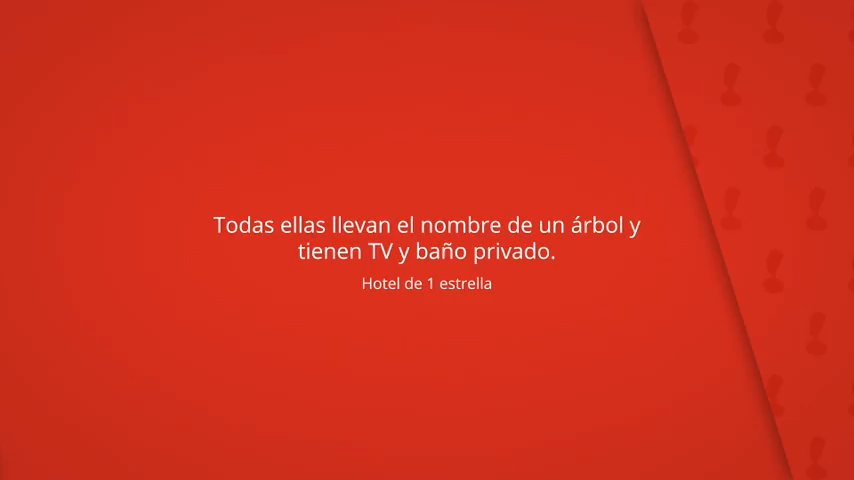 Todas ellas llevan el nombre de un árbol y
tienen TV y baño privado.
Hotel de 1 estrella